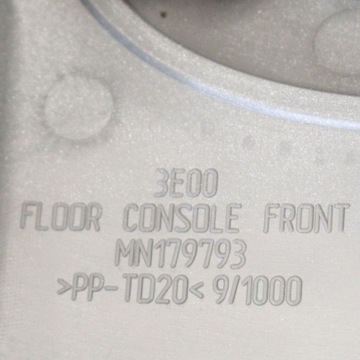 3E00
FLOOR CONSOLE FRONT
MN179793
>PP-TD20< 9/1000